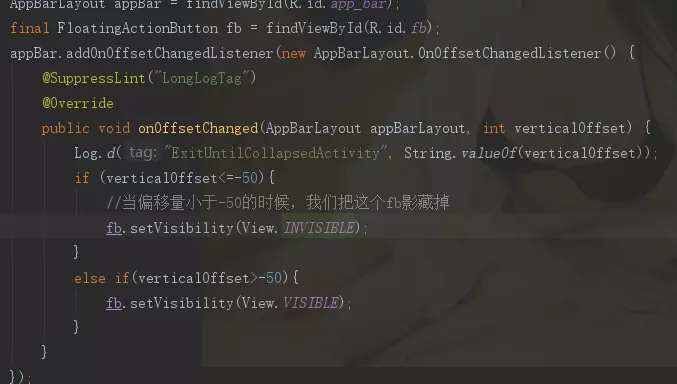 AppBarLayout appBar = findViewById(R.id.app_bar);
final FloatingActionButton fb = findViewById(R.id.fb);
appBar.addOnOffsetChangedListener(new AppBarLayout.OnOffsetChangedListener() {
@SuppressLint("LongLogTag")
@Override
public void onOffsetChanged(AppBarLayout appBarLayout, int verticalOffset) {
Log.d( tag: "ExitUntilCollapsedActivity", String.valueOf(verticalOffset));
if (verticalOffset<=-50){
//当偏移量小于-50的时候，我们把这个fb影藏掉
fb.setVisibility(View.INVISIBLE);
}
else if(verticalOffset>-50){
fb.setVisibility(View.VISIBLE);
}
}
});